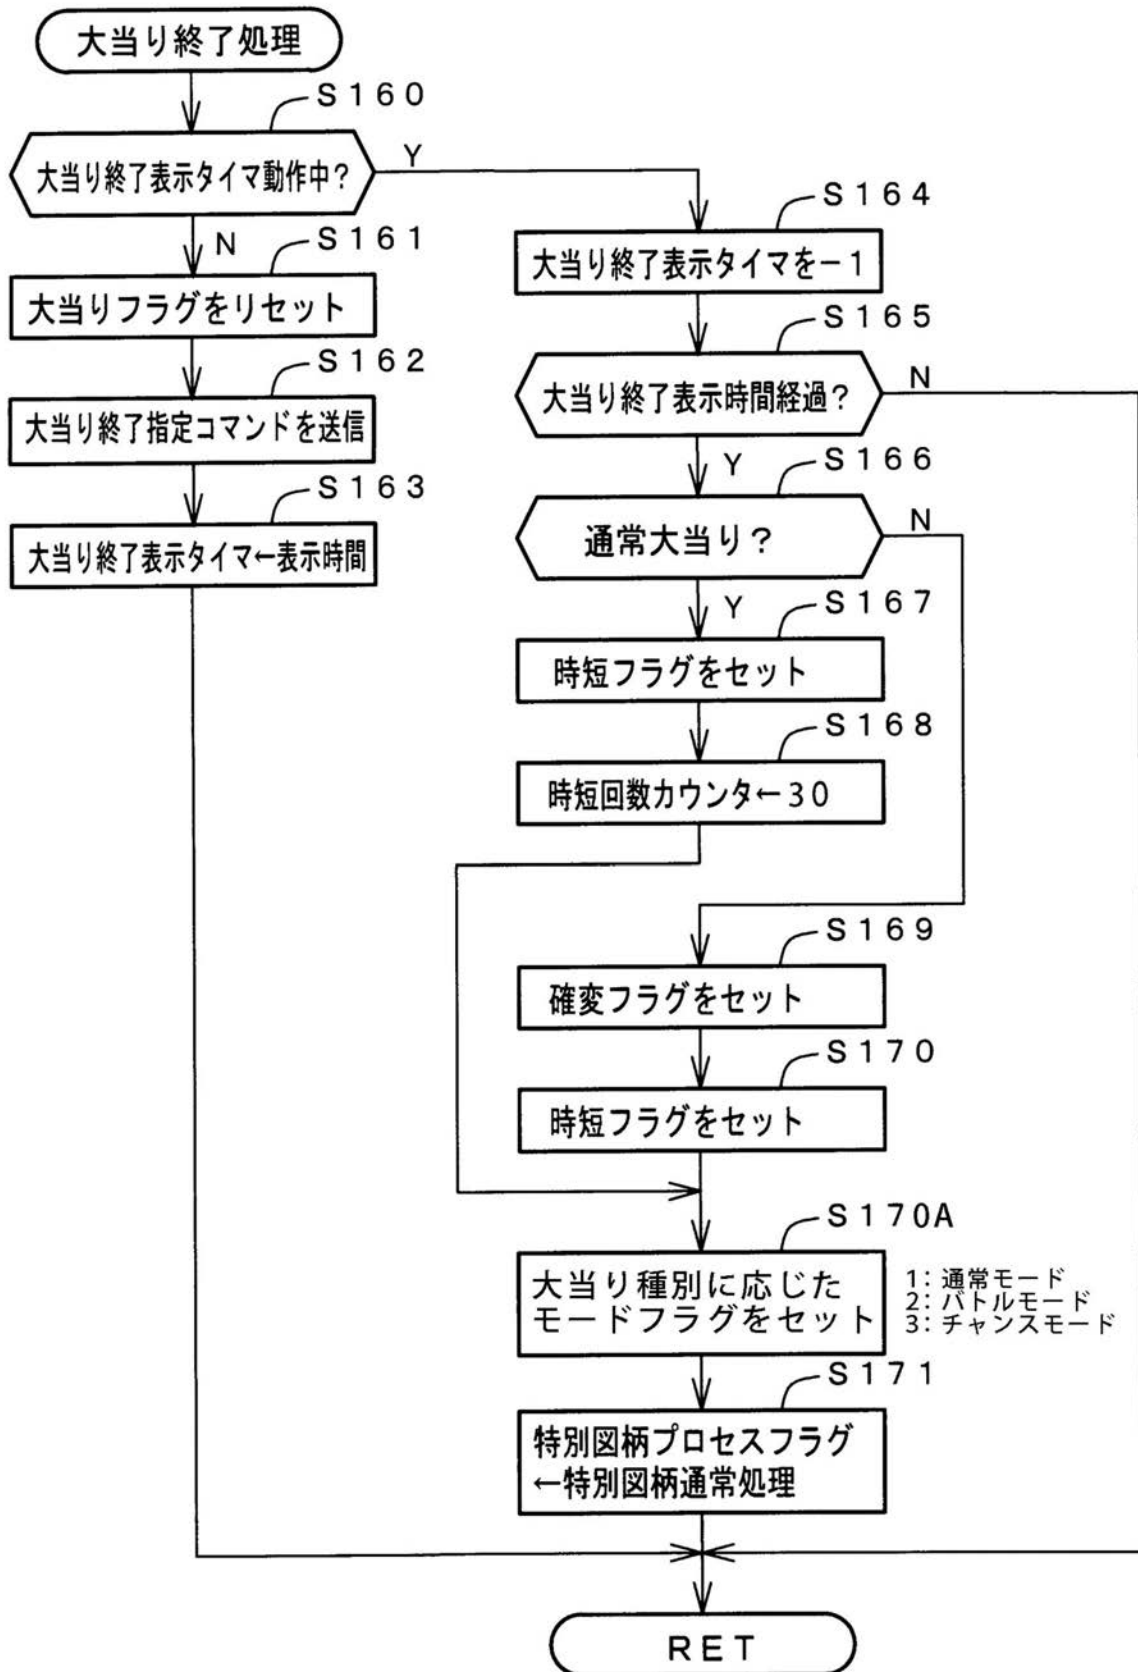 大当り終了処理
S160
大当り終了表示タイマ動作中?
Y
N
S161
大当りフラグをリセット
S162
大当り終了指定コマンドを送信
S163
大当り終了表示タイマ←表示時間
S164
大当り終了表示タイマを−1
S165
大当り終了表示時間経過?
N
Y
S166
通常大当り?
N
Y
S167
時短フラグをセット
S168
時短回数カウンタ←30
S169
確変フラグをセット
S170
時短フラグをセット
S170A
大当り種別に応じた
モードフラグをセット
1:通常モード
2:バトルモード
3:チャンスモード
S171
特別図柄プロセスフラグ
←特別図柄通常処理
RET